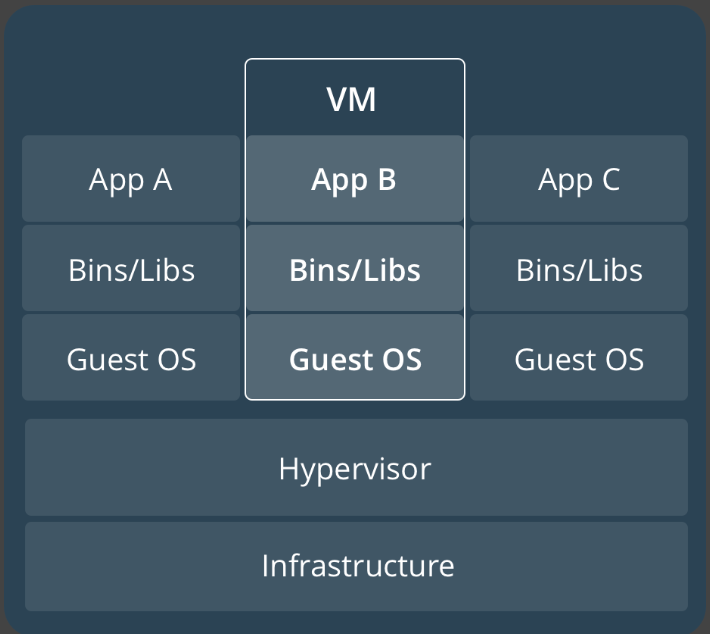 VM
App A
App B
App C
Bins/Libs
Bins/Libs
Bins/Libs
Guest OS
Guest OS
Guest OS
Hypervisor
Infrastructure